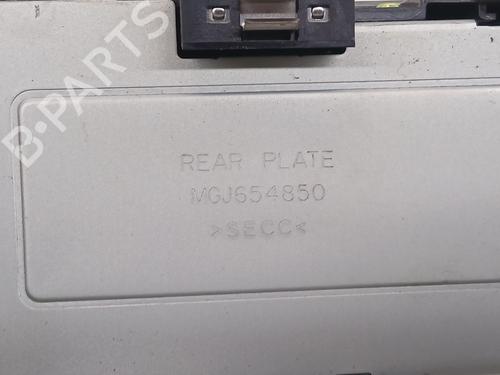 B-PARTS
REAR PLATE
MGJ654850
>SECC<